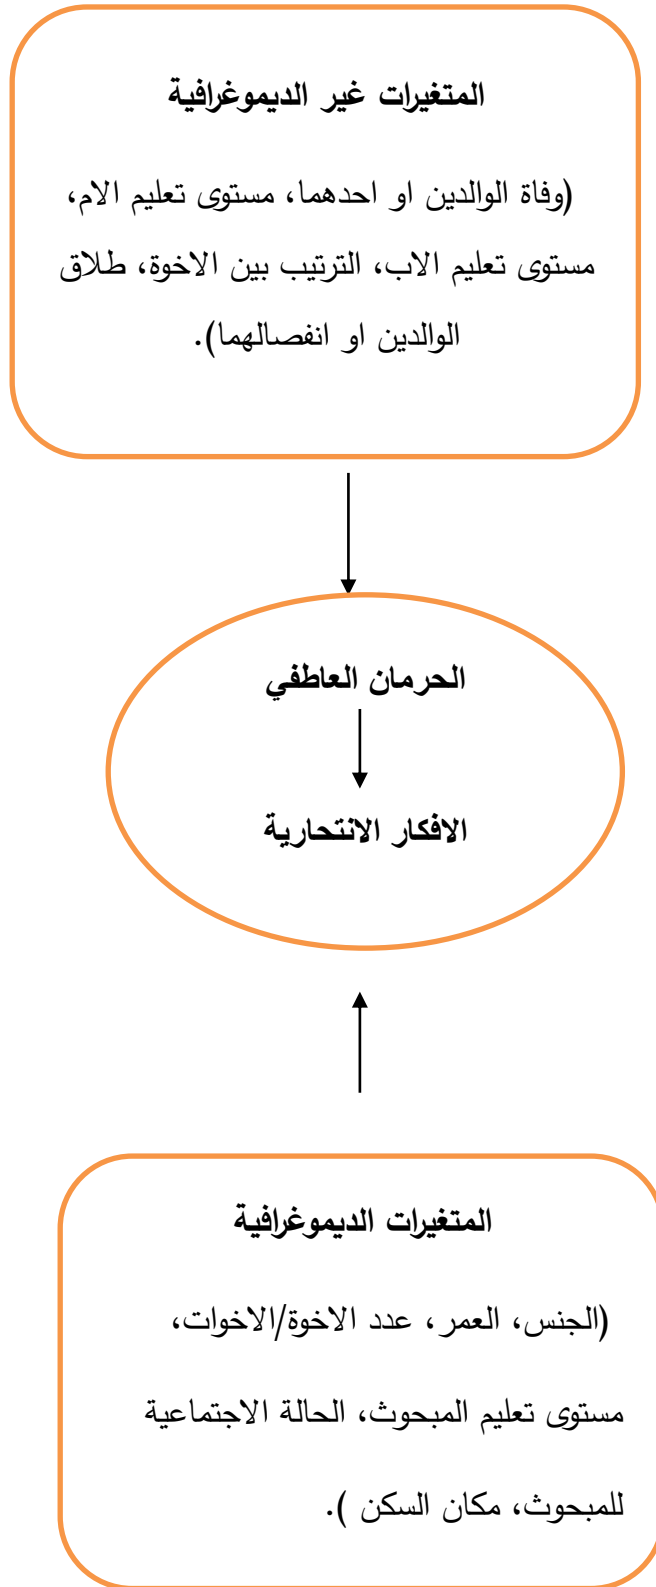 المتغيرات غير الديموغرافية
(وفاة الوالدين او احدهما، مستوى تعليم الام،
مستوى تعليم الاب، الترتيب بين الاخوة، طلاق
الوالدين او انفصالهما).
الحرمان العاطفي
الافكار الانتحارية
المتغيرات الديموغرافية
(الجنس، العمر، عدد الاخوة/الاخوات،
مستوى تعليم المبحوث، الحالة الاجتماعية
للمبحوث، مكان السكن ).